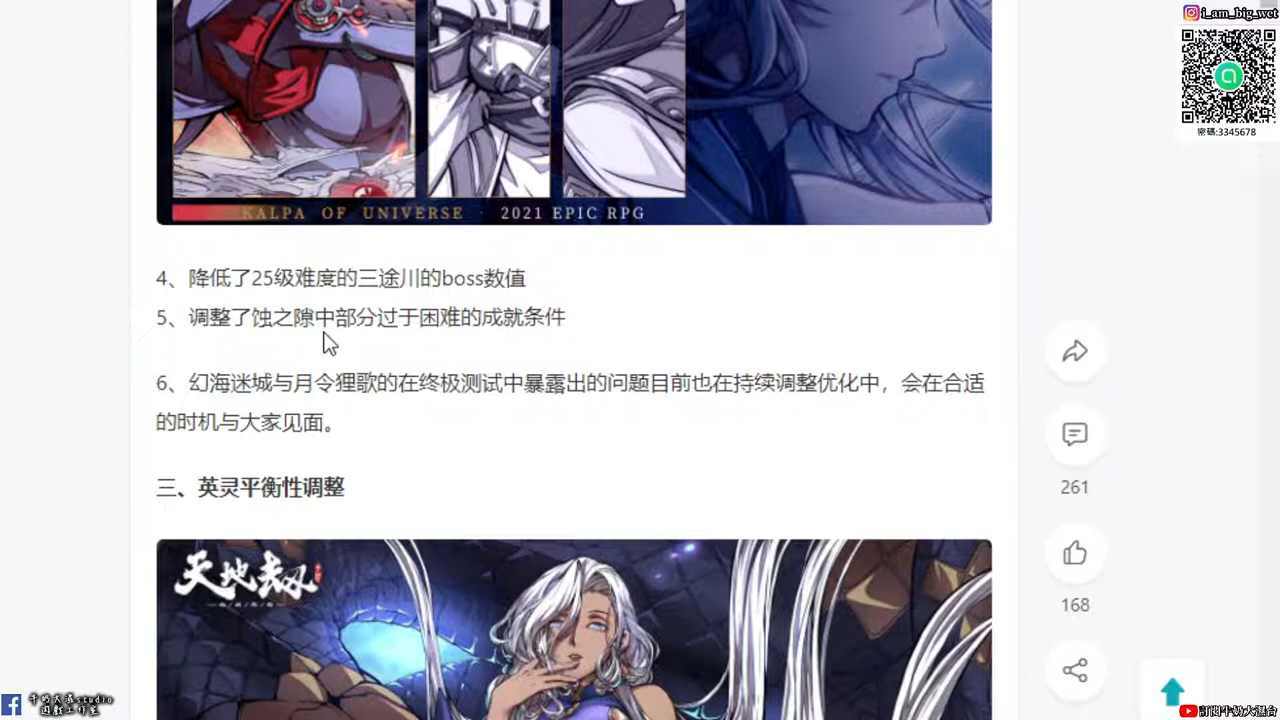 i_am_big_wet
密碼:3345678
KALPA OF UNIVERSE · 2021 EPIC RPG
4、降低了25级难度的三途川的boss数值
5、调整了蚀之隙中部分过于困难的成就条件
6、幻海迷城与月令狸歌的在终极测试中暴露出的问题目前也在持续调整优化中，会在合适
的时机与大家见面。
261
三、英灵平衡性调整
168
天地劫